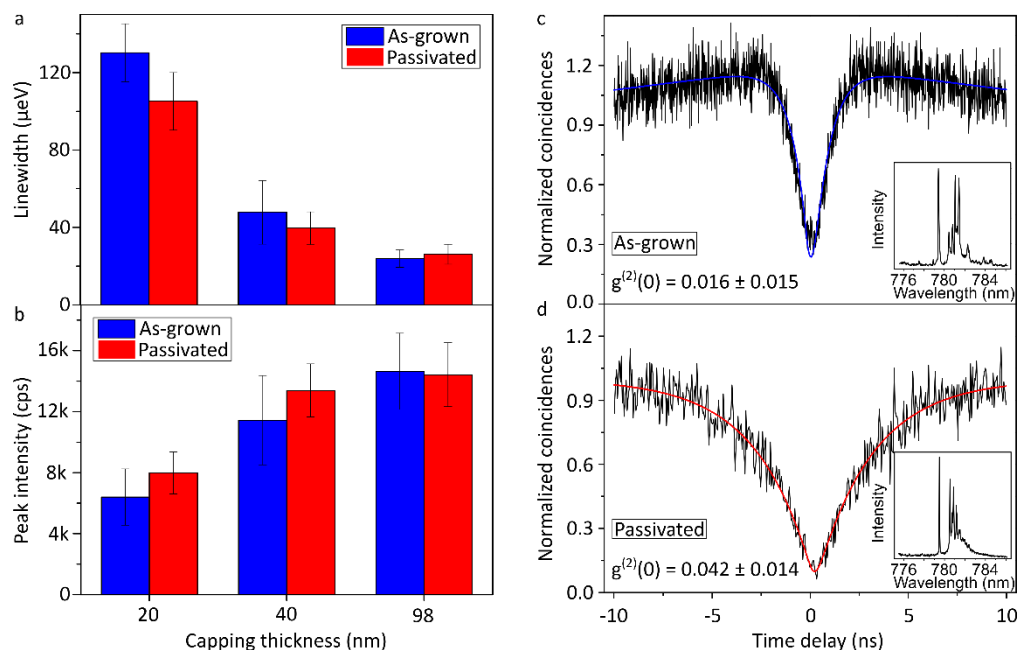 a
As-grown
Passivated
Linewidth (µeV)
120
80
40
0
b
As-grown
Passivated
Peak intensity (cps)
16k
12k
8k
4k
0
20 40 98
Capping thickness (nm)
c
Normalized coincidences
1.2
0.9
0.6
0.3
0.0
As-grown
g(2)(0) = 0.016 ± 0.015
Intensity
776 780 784
Wavelength (nm)
d
Normalized coincidences
1.2
0.9
0.6
0.3
0.0
Passivated
g(2)(0) = 0.042 ± 0.014
Intensity
776 780 784
Wavelength (nm)
-10 -5 0 5 10
Time delay (ns)